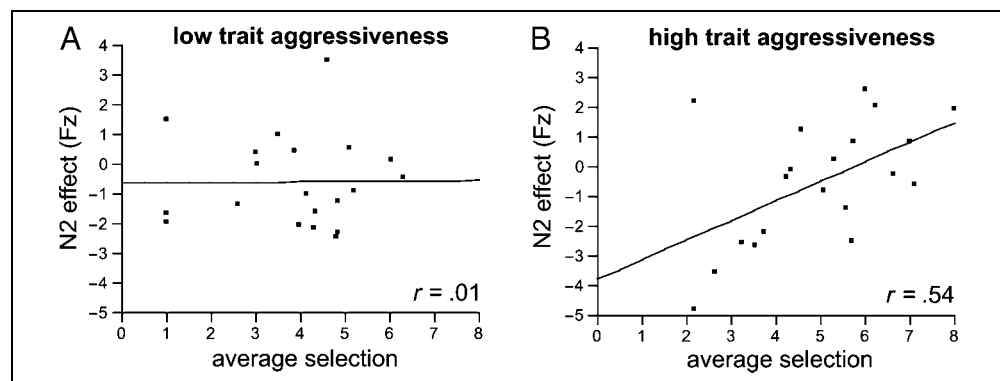 A
low trait aggressiveness
N2 effect (Fz)
4
3
2
1
0
−1
−2
−3
−4
−5
0 1 2 3 4 5 6 7 8
r = .01
average selection
B
high trait aggressiveness
N2 effect (Fz)
4
3
2
1
0
−1
−2
−3
−4
−5
0 1 2 3 4 5 6 7 8
r = .54
average selection